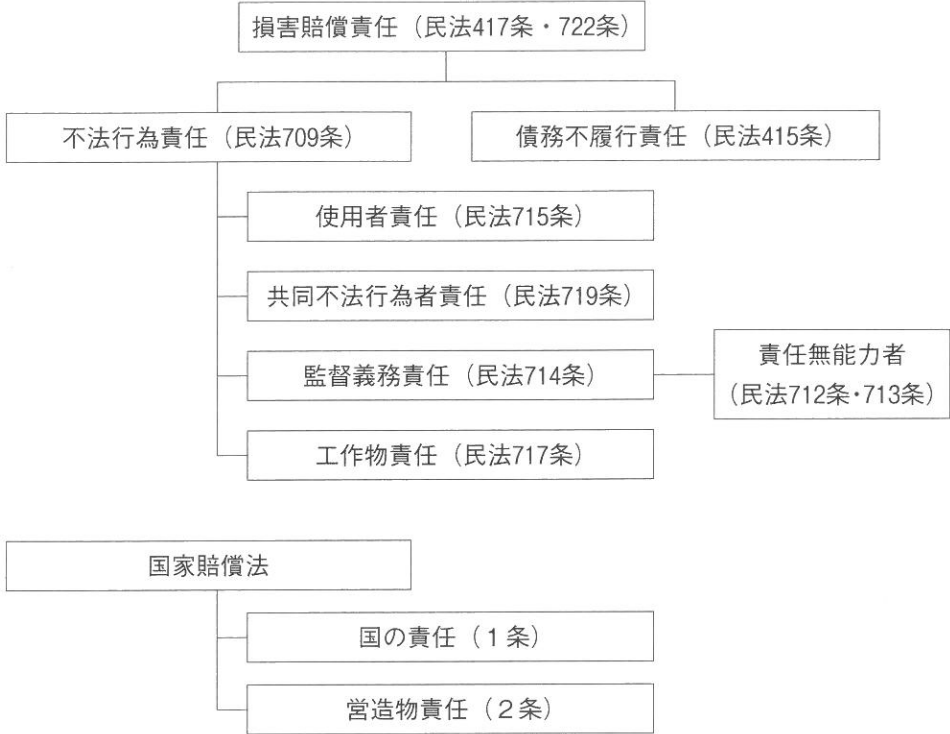 損害賠償責任（民法417条・722条）
不法行為責任（民法709条）
債務不履行責任（民法415条）
使用者責任（民法715条）
共同不法行為者責任（民法719条）
監督義務責任（民法714条）
責任無能力者
（民法712条・713条）
工作物責任（民法717条）
国家賠償法
国の責任（１条）
営造物責任（２条）